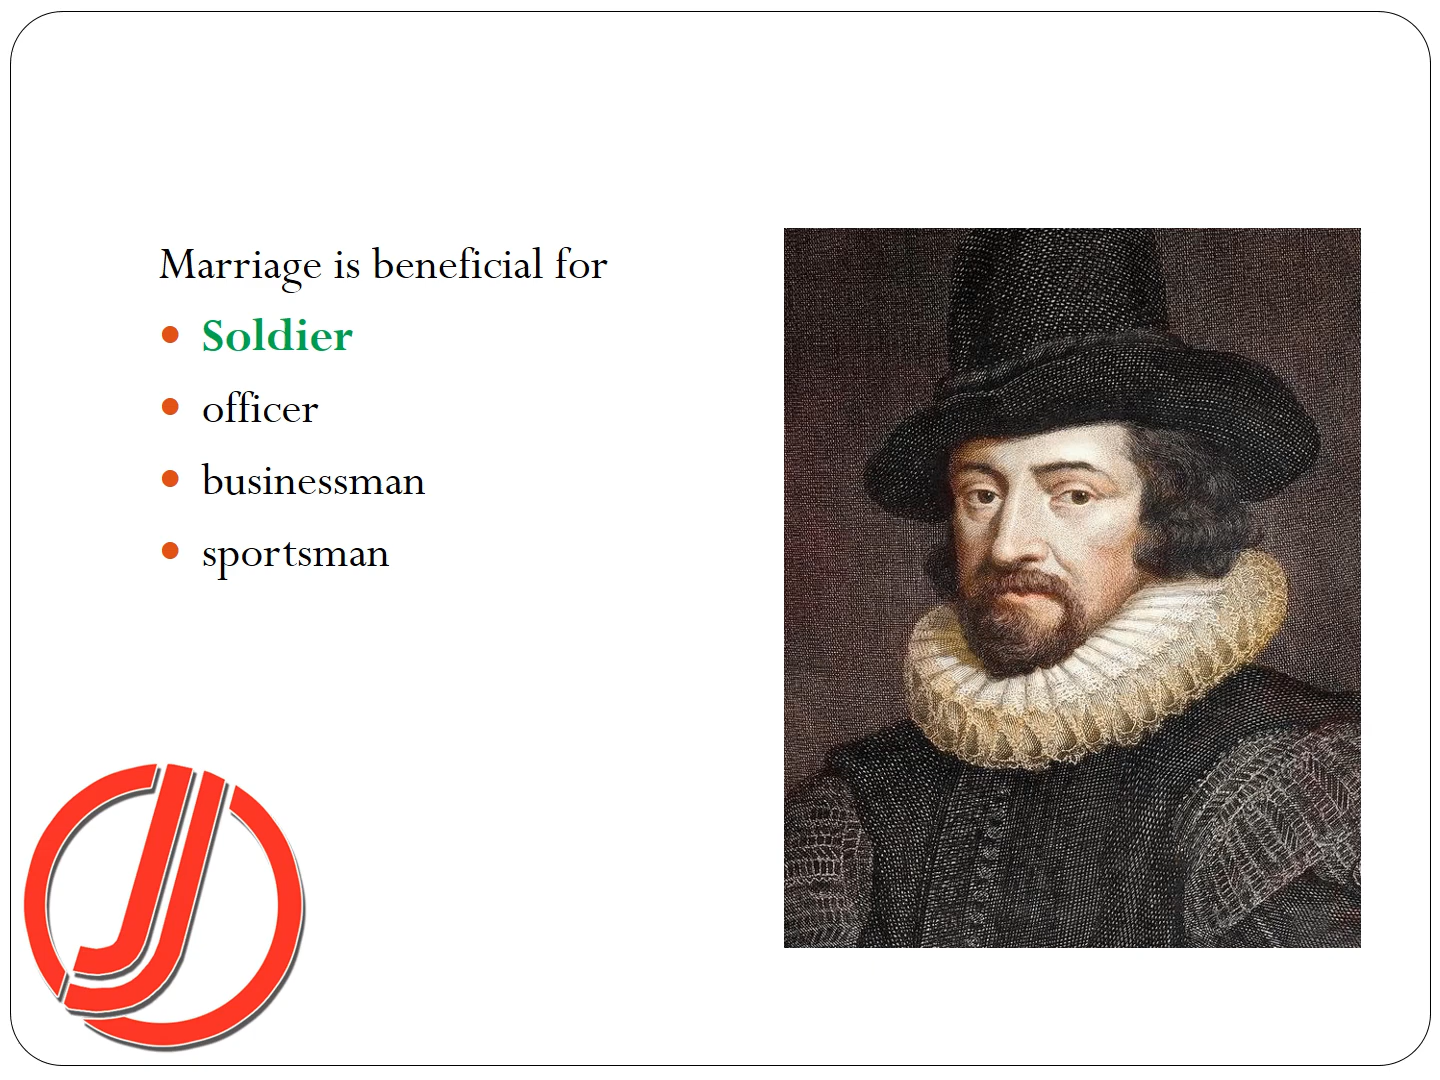 Marriage is beneficial for
Soldier
officer
businessman
sportsman